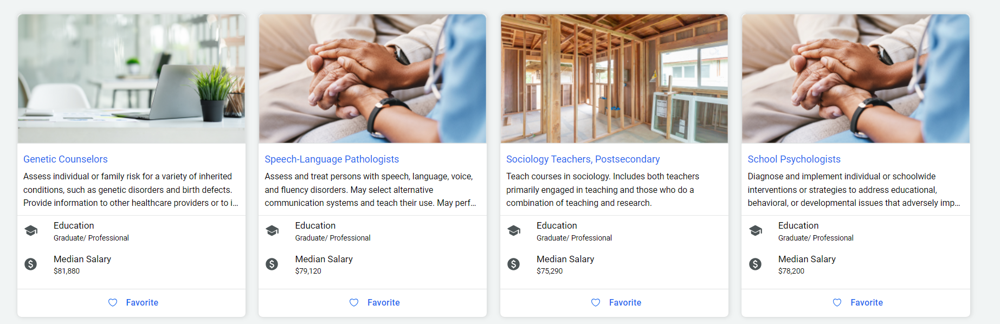 Genetic Counselors
Assess individual or family risk for a variety of inherited
conditions, such as genetic disorders and birth defects.
Provide information to other healthcare providers or to i...
Education
Graduate/ Professional
Median Salary
$81,880
Favorite
Speech-Language Pathologists
Assess and treat persons with speech, language, voice,
and fluency disorders. May select alternative
communication systems and teach their use. May perf...
Education
Graduate/ Professional
Median Salary
$79,120
Favorite
Sociology Teachers, Postsecondary
Teach courses in sociology. Includes both teachers
primarily engaged in teaching and those who do a
combination of teaching and research.
Education
Graduate/ Professional
Median Salary
$75,290
Favorite
School Psychologists
Diagnose and implement individual or schoolwide
interventions or strategies to address educational,
behavioral, or developmental issues that adversely imp...
Education
Graduate/ Professional
Median Salary
$78,200
Favorite